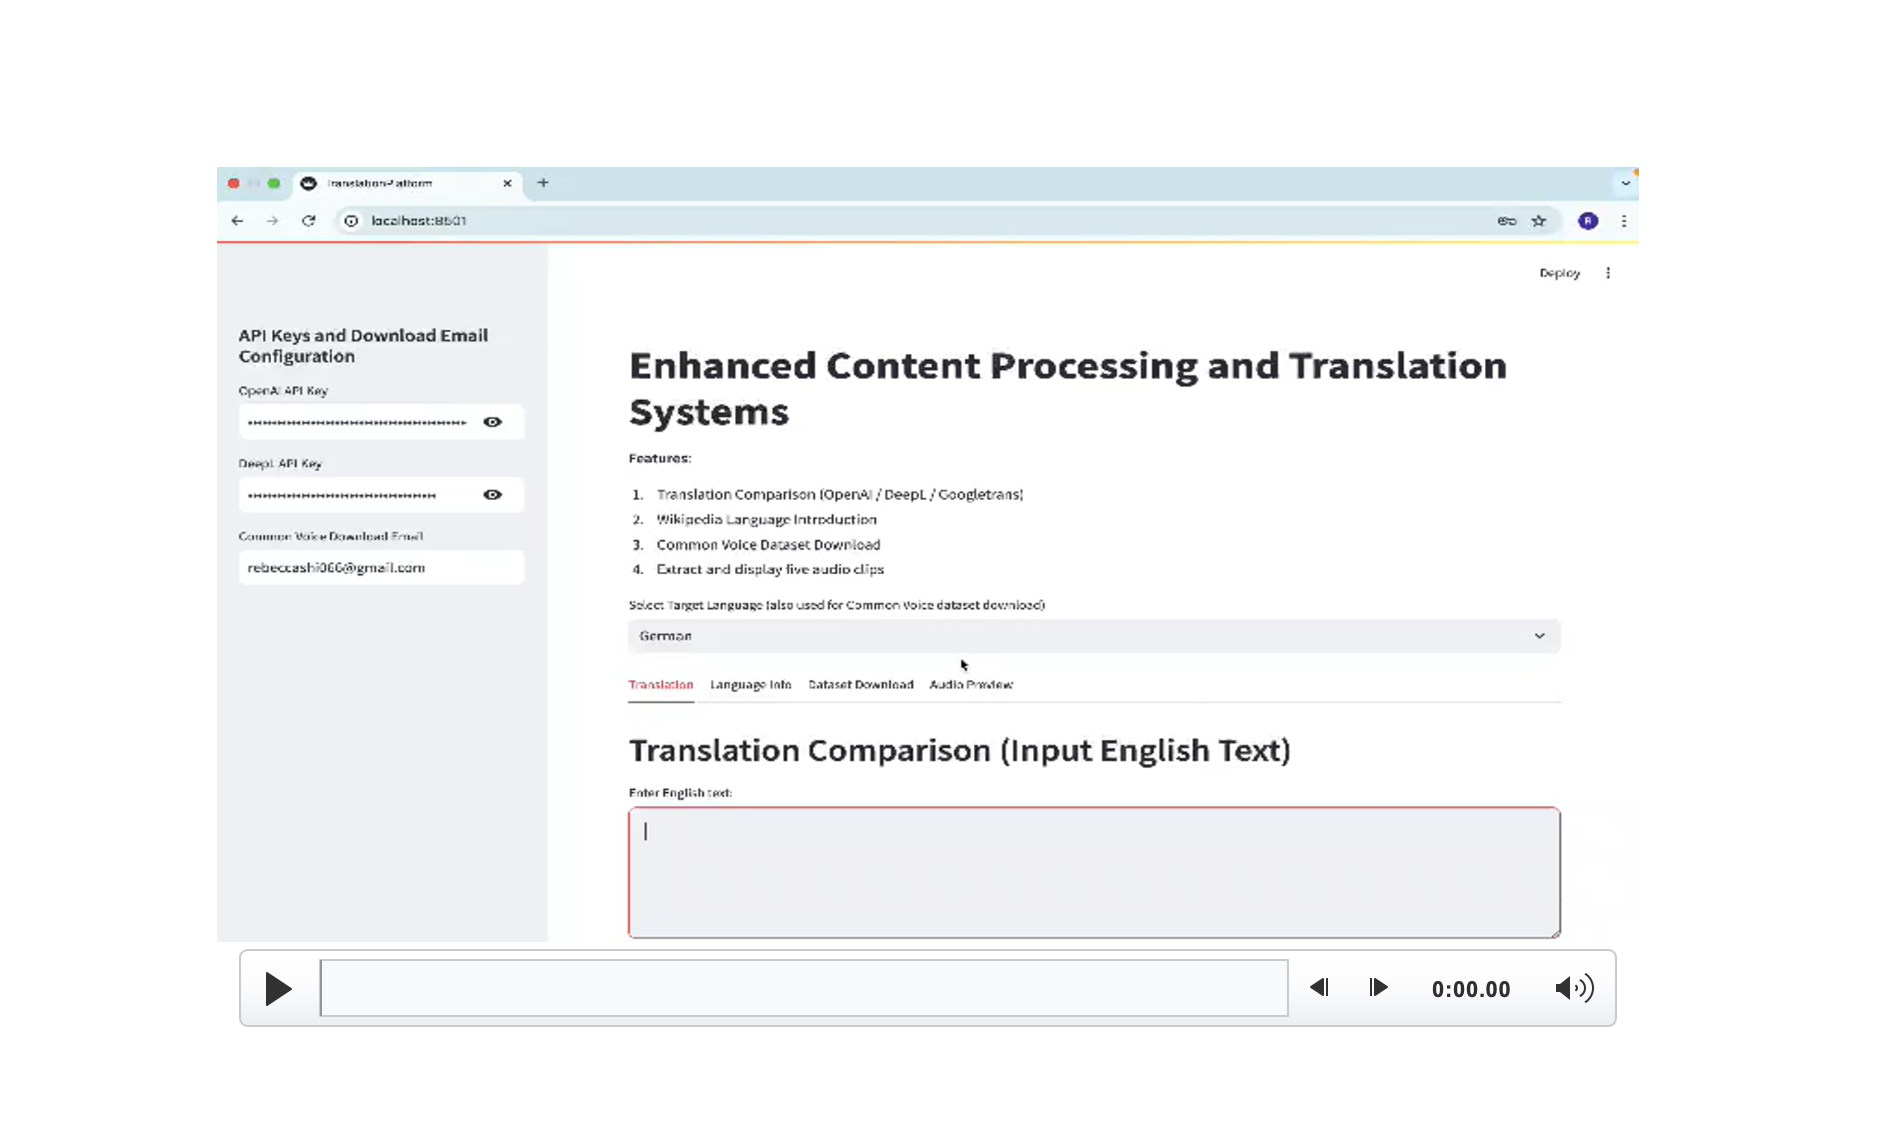 TranslationPlatform
localhost:8501
Deploy
API Keys and Download Email
Configuration
OpenAI API Key
DeepL API Key
Common Voice Download Email
rebeccashi066@gmail.com
Enhanced Content Processing and Translation
Systems
Features:
1. Translation Comparison (OpenAI / DeepL / Googletrans)
2. Wikipedia Language Introduction
3. Common Voice Dataset Download
4. Extract and display five audio clips
Select Target Language (also used for Common Voice dataset download)
German
Translation Language Info Dataset Download Audio Preview
Translation Comparison (Input English Text)
Enter English text:
0:00.00